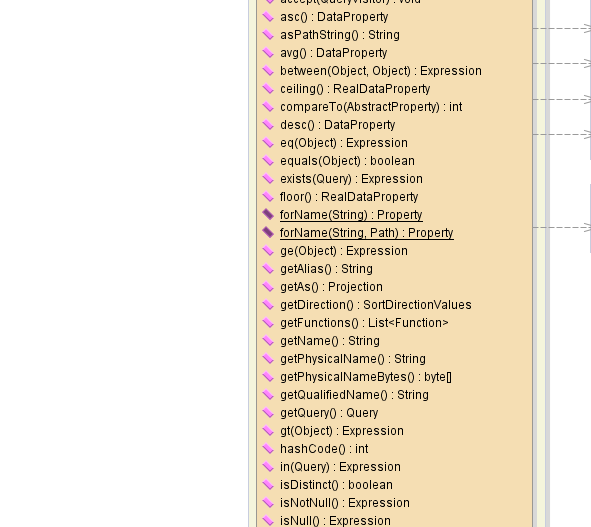 accept(QueryVisitor) : void
asc() : DataProperty
asPathString() : String
avg() : DataProperty
between(Object, Object) : Expression
ceiling() : RealDataProperty
compareTo(AbstractProperty) : int
desc() : DataProperty
eq(Object) : Expression
equals(Object) : boolean
exists(Query) : Expression
floor() : RealDataProperty
forName(String) : Property
forName(String, Path) : Property
ge(Object) : Expression
getAlias() : String
getAs() : Projection
getDirection() : SortDirectionValues
getFunctions() : List<Function>
getName() : String
getPhysicalName() : String
getPhysicalNameBytes() : byte[]
getQualifiedName() : String
getQuery() : Query
gt(Object) : Expression
hashCode() : int
in(Query) : Expression
isDistinct() : boolean
isNotNull() : Expression
isNull() : Expression